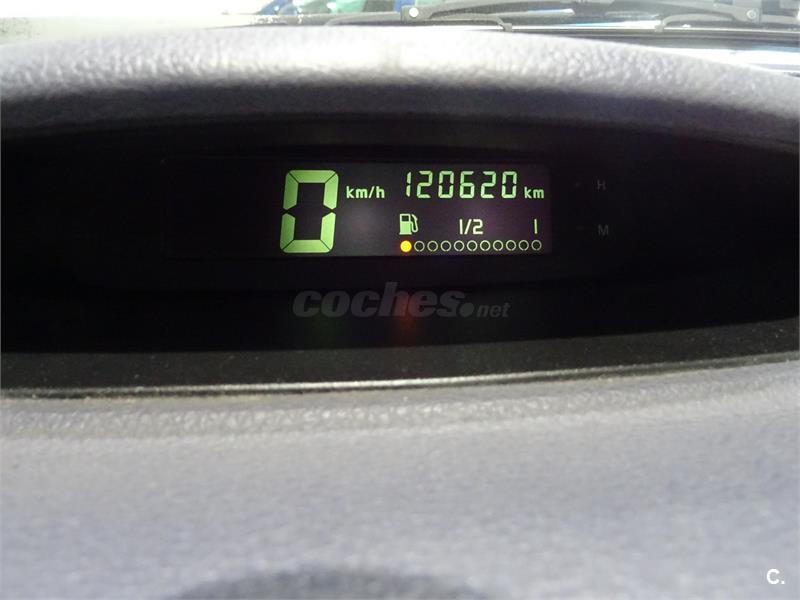 0 km/h 120620 km H
1/2 1 M
coches.net
C.